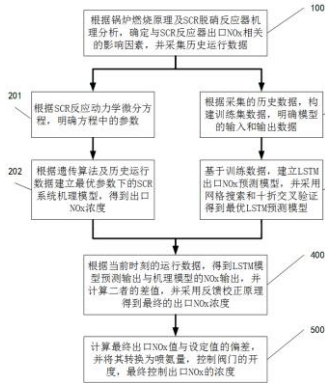 100
根据锅炉燃烧原理及SCR脱硝反应器机
理分析，确定与SCR反应器出口NOx相关
的影响因素，并采集历史运行数据
201
根据SCR反应动力学微分方
程，明确方程中的参数
根据采集的历史数据，构
建训练集数据，明确模型
的输入和输出数据
202
根据遗传算法及历史运行
数据建立最优参数下的SCR
系统机理模型，得到出口
NOx浓度
基于训练数据，建立LSTM
出口NOx预测模型，并采用
网格搜索和十折交叉验证
得到最优LSTM预测模型
400
根据当前时刻的运行数据，得到LSTM模
型预测输出与机理模型的NOx输出，并
计算二者的差值，并采用反馈校正原理
得到最终的出口NOx浓度
500
计算最终出口NOx值与设定值的偏差，
并将其转换为喷氨量，控制阀门的开
度，最终控制出口NOx的浓度